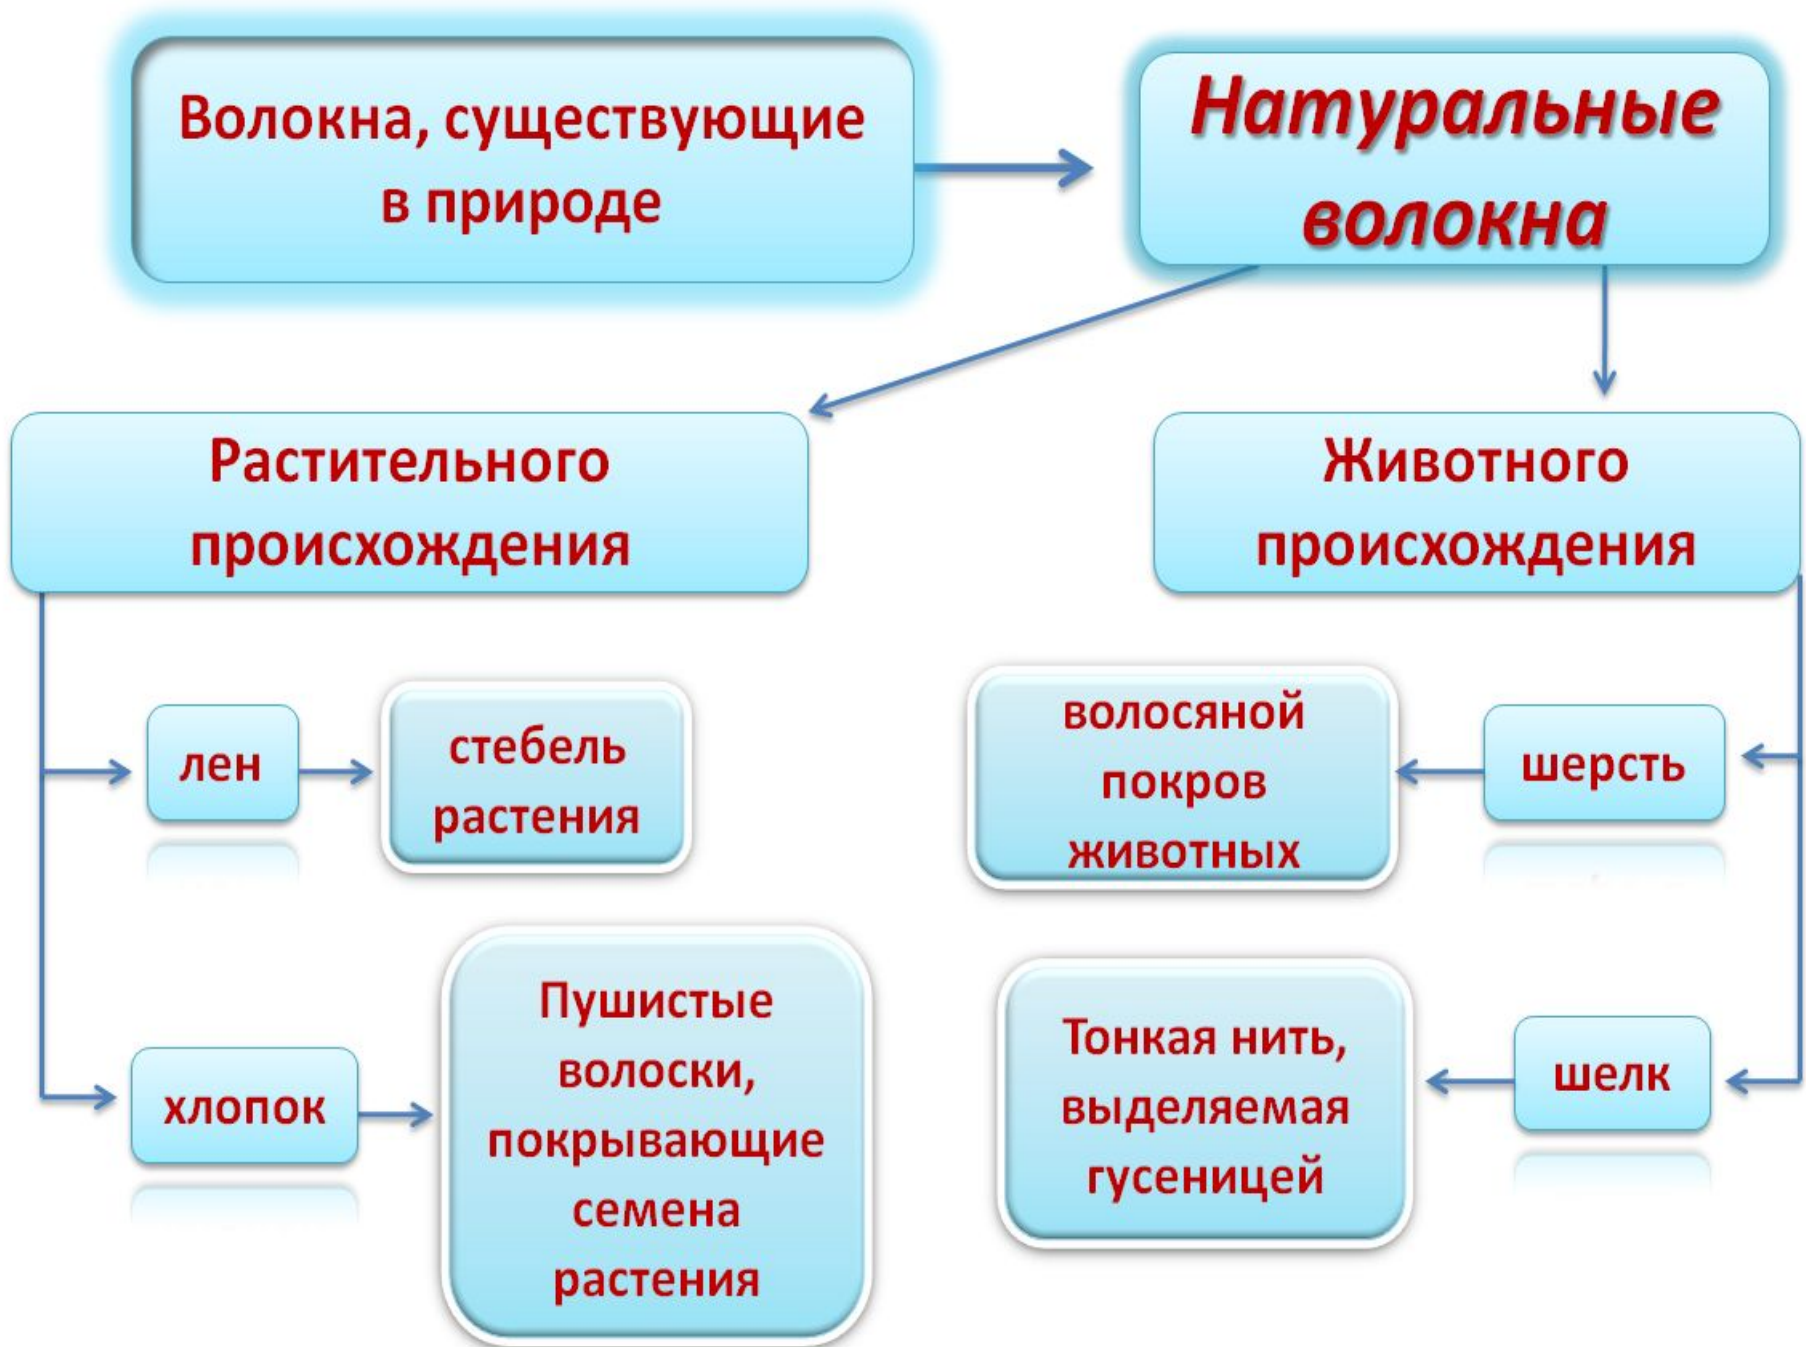 Волокна, существующие
в природе
Натуральные
волокна
Растительного
происхождения
Животного
происхождения
лен
стебель
растения
волосяной
покров
животных
шерсть
хлопок
Пушистые
волоски,
покрывающие
семена
растения
Тонкая нить,
выделяемая
гусеницей
шелк